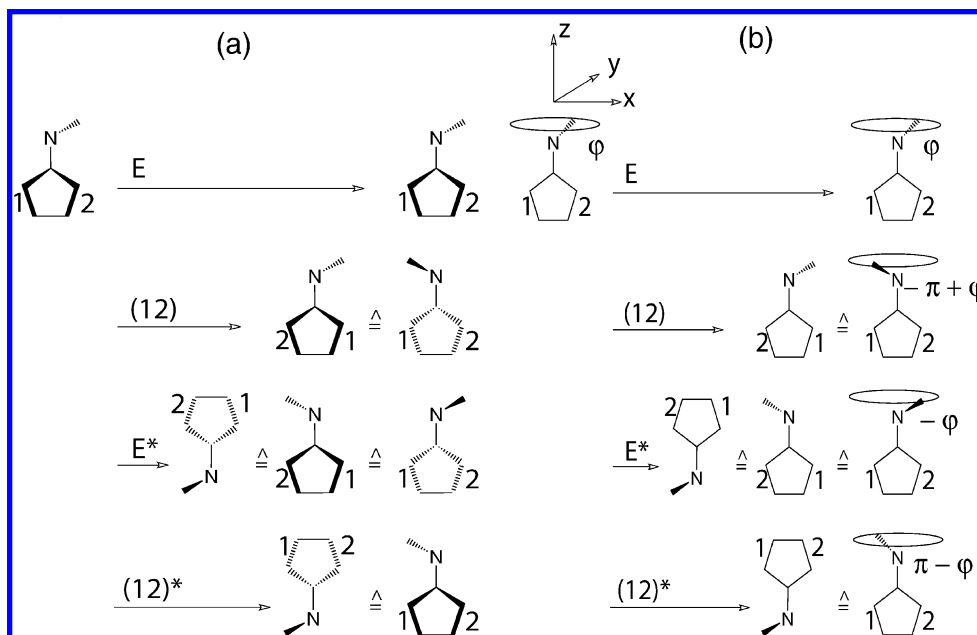 (a) (b)
z
y
x
N N N φ N φ
E E
1 2 1 2 1 2 1 2
N N N N - π + φ
(12) (12)
2 1 ≙ 1 2 2 1 ≙ 1 2
2 1 N N 2 1 N N - φ
E* ≙ ≙ E* ≙ ≙
N 2 1 1 2 N 2 1 1 2
1 2 N 1 2 N π - φ
(12)* ≙ (12)* ≙
N 1 2 N 1 2